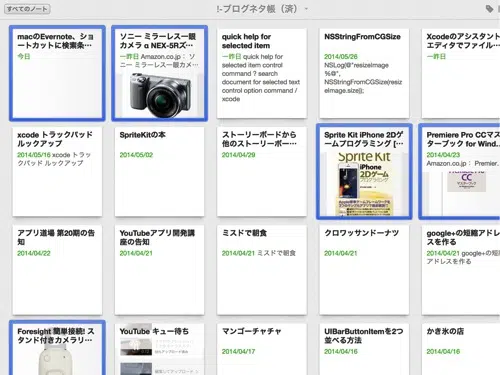 すべてのノート
!-ブログネタ帳（済）
macのEvernote、ショ
ートカットに検索条…
今日
ソニー ミラーレス一眼
カメラ α NEX-5Rズ…
一昨日 Amazon.co.jp： ソ
ニー ミラーレス一眼カメ…
quick help for
selected item
一昨日 quick help for
selected item control
command ? search
document for selected text
control option command /
xcode
NSStringFromCGSize
2014/05/26
NSLog(@"resizeImage
%@",
NSStringFromCGSize(resiz
eImage.size));
Xcodeのアシスタント
エディタでファイル…
一昨日
xcode トラックパッド
ルックアップ
2014/05/16 xcode トラッ
クパッド ルックアップ
SpriteKitの本
2014/05/02
ストーリーボードから
他のストーリーボー…
2014/04/29
Sprite Kit iPhone 2Dゲ
ームプログラミング […
Sprite Kit
iPhone
2Dゲーム
プログラミング
Premiere Pro CCマス
ターブック for Wind…
2014/04/23
Amazon.co.jp： Premier…
CC
アプリ道場 第20期の告
知
2014/04/22
YouTubeアプリ開発講
座の告知
2014/04/21
ミスドで朝食
2014/04/21 ミスドで朝食
クロワッサンドーナツ
2014/04/21
google+の短縮アドレ
スを作る
2014/04/21 google+の短縮
アドレスを作る
Foresight 簡単接続! ス
タンド付きカメラリ…
YouTube キュー待ち
マンゴーチャチャ
2014/04/17
UIBarButtonItemを2つ
並べる方法
2014/04/16
かき氷の店
2014/04/16